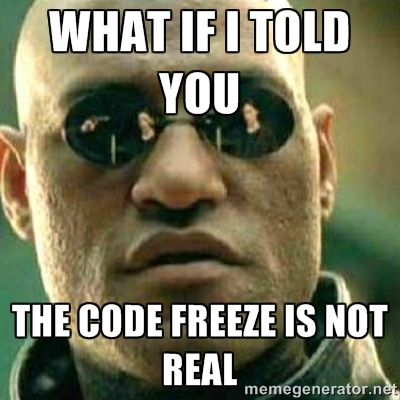 WHAT IF I TOLD
YOU
THE CODE FREEZE IS NOT
REAL
memegenerator.net